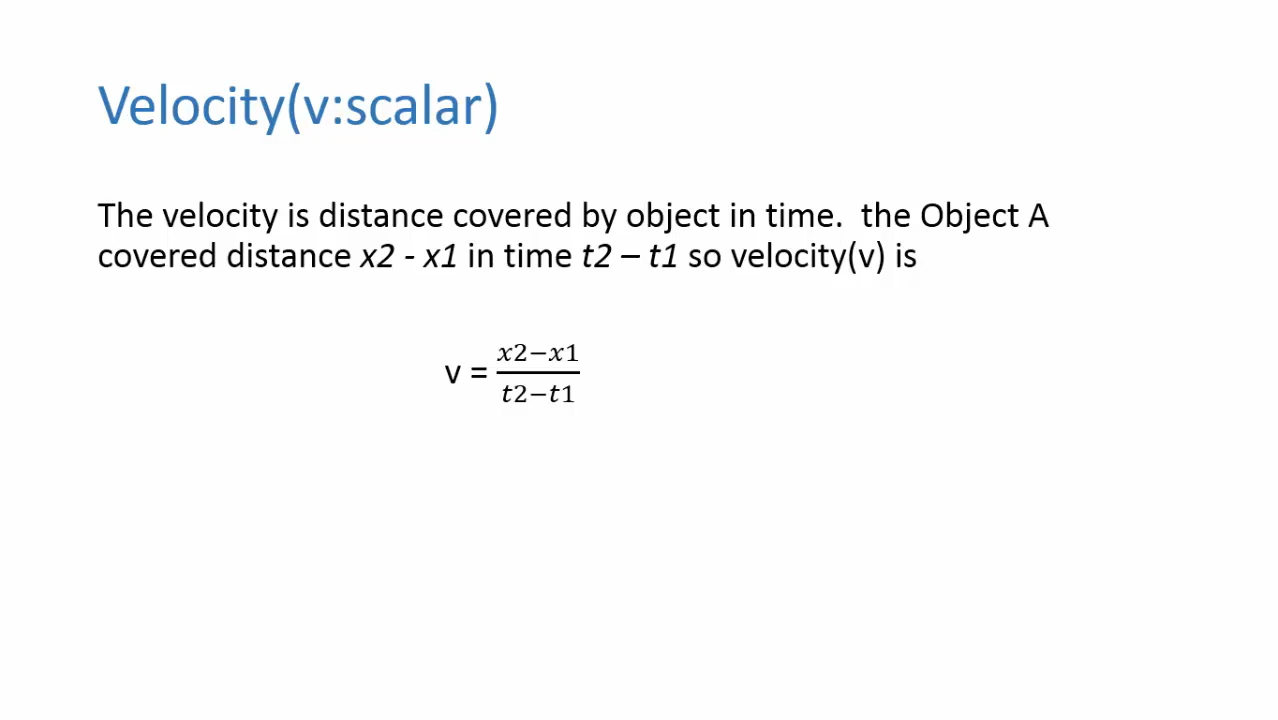 Velocity(v:scalar)
The velocity is distance covered by object in time.  the Object A
covered distance x2 - x1 in time t2 – t1 so velocity(v) is
v = x2−x1
t2−t1